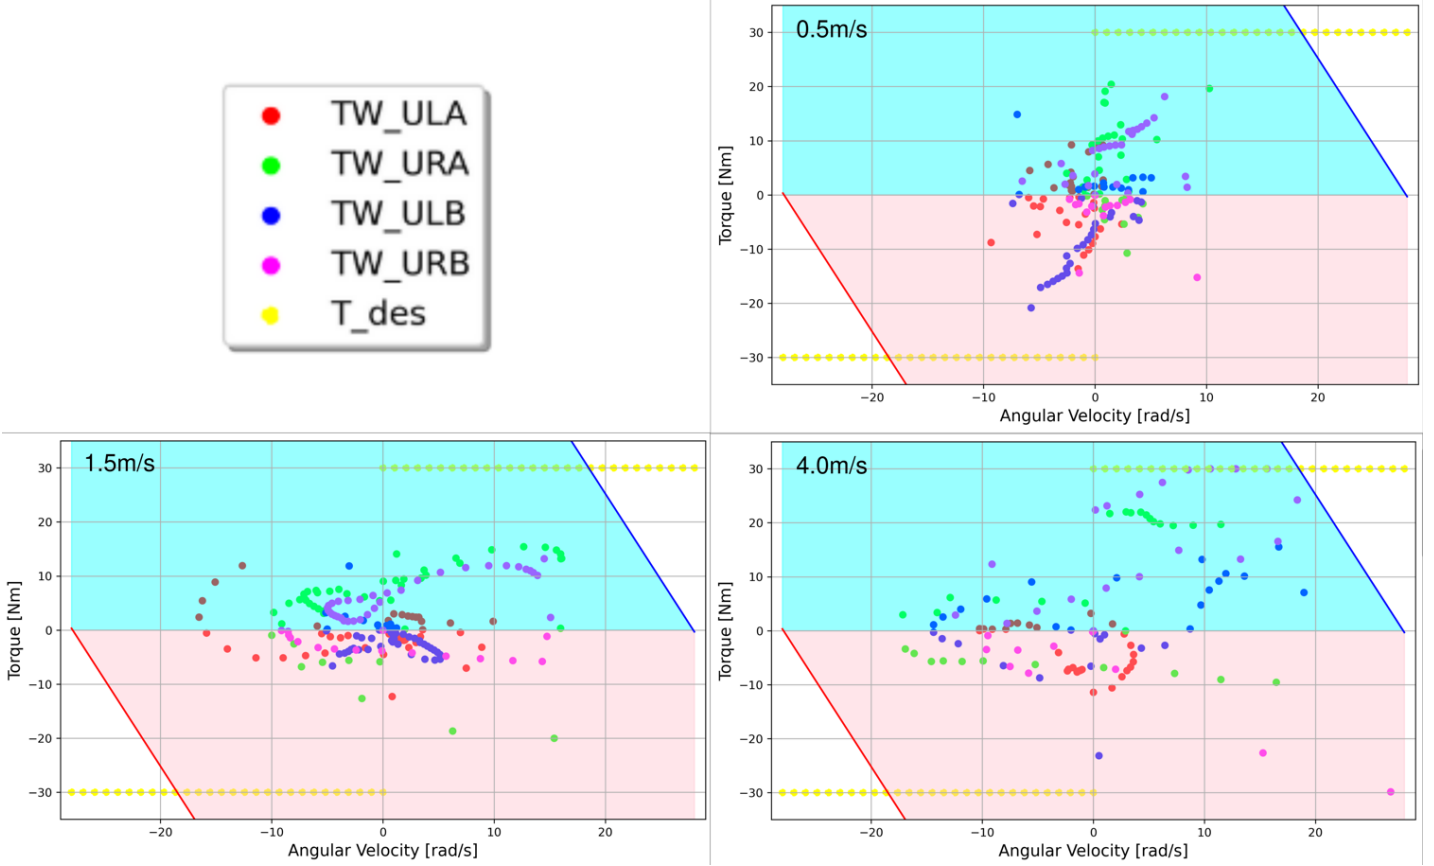 TW_ULA
TW_URA
TW_ULB
TW_URB
T_des
0.5m/s
Torque [Nm]
30
20
10
0
−10
−20
−30
−20 −10 0 10 20
Angular Velocity [rad/s]
1.5m/s
Torque [Nm]
30
20
10
0
−10
−20
−30
−20 −10 0 10 20
Angular Velocity [rad/s]
4.0m/s
Torque [Nm]
30
20
10
0
−10
−20
−30
−20 −10 0 10 20
Angular Velocity [rad/s]